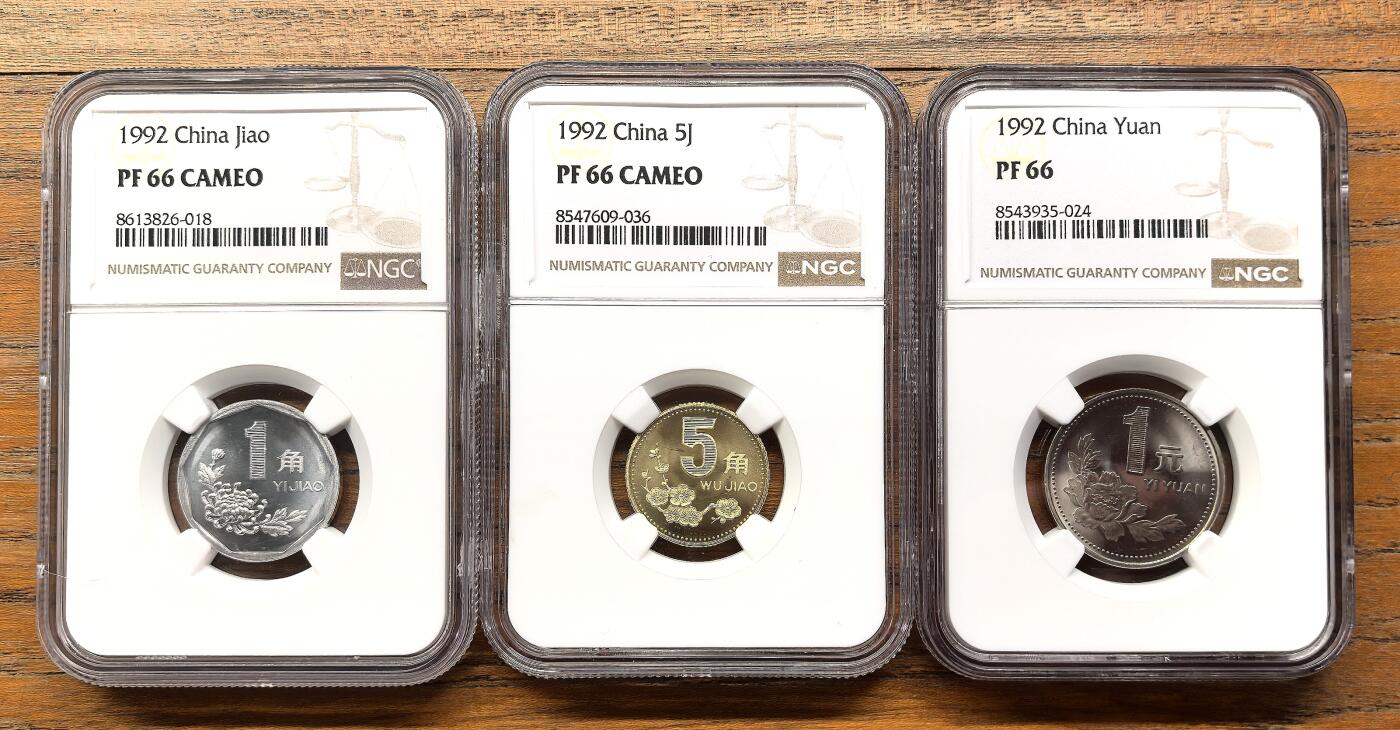 1992 China Jiao
PF 66 CAMEO
8613826-018
NUMISMATIC GUARANTY COMPANY NGC
1角
YI JIAO
1992 China 5J
PF 66 CAMEO
8547609-036
NUMISMATIC GUARANTY COMPANY NGC
5角
WU JIAO
1992 China Yuan
PF 66
8543935-024
NUMISMATIC GUARANTY COMPANY NGC
1元
YI YUAN